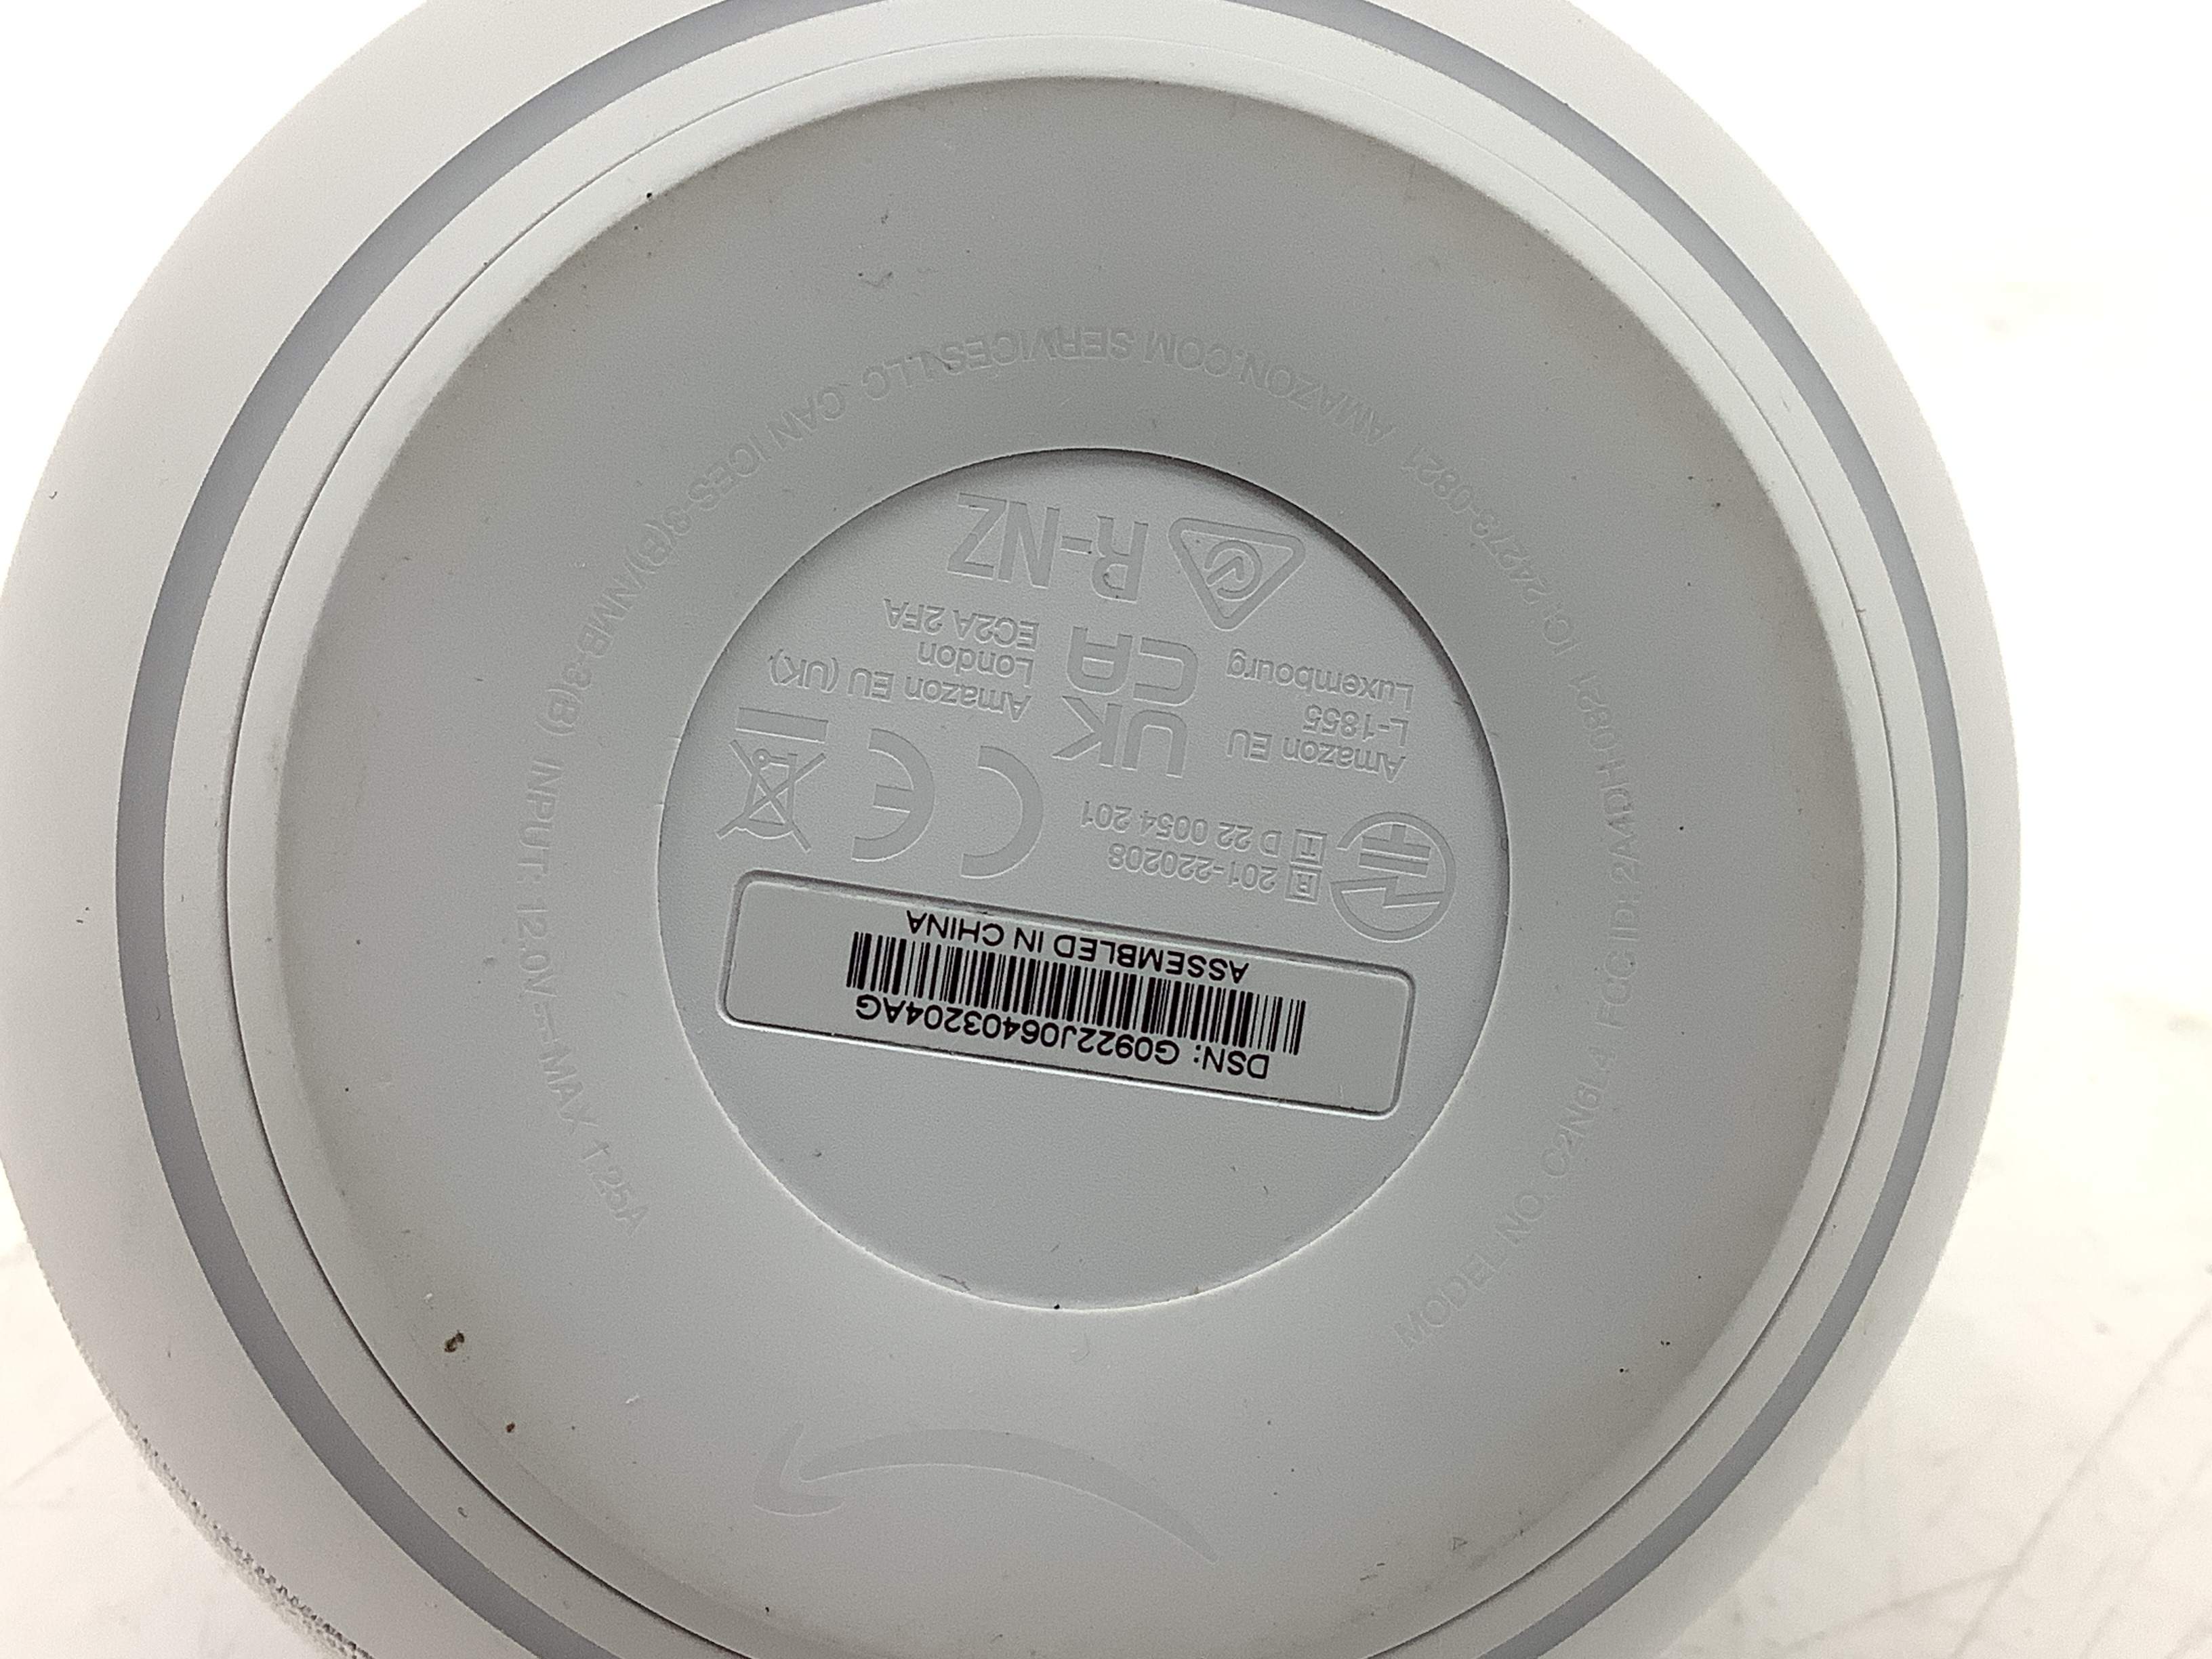 MODEL NO. C2N6L4 FCC ID: 2A4DH-0821 IC: 24273-0821 AMAZON.COM SERVICES LLC CAN ICES-3(B)/NMB-3(B) INPUT: 12.0V⎓MAX 1.25A
DSN: G0922J06403204AG
ASSEMBLED IN CHINA
R 201-220208
T D 22 0054 201
CE
Amazon EU
L-1855
Luxembourg
UK
CA
Amazon EU (UK)
London
EC2A 2FA
R-NZ